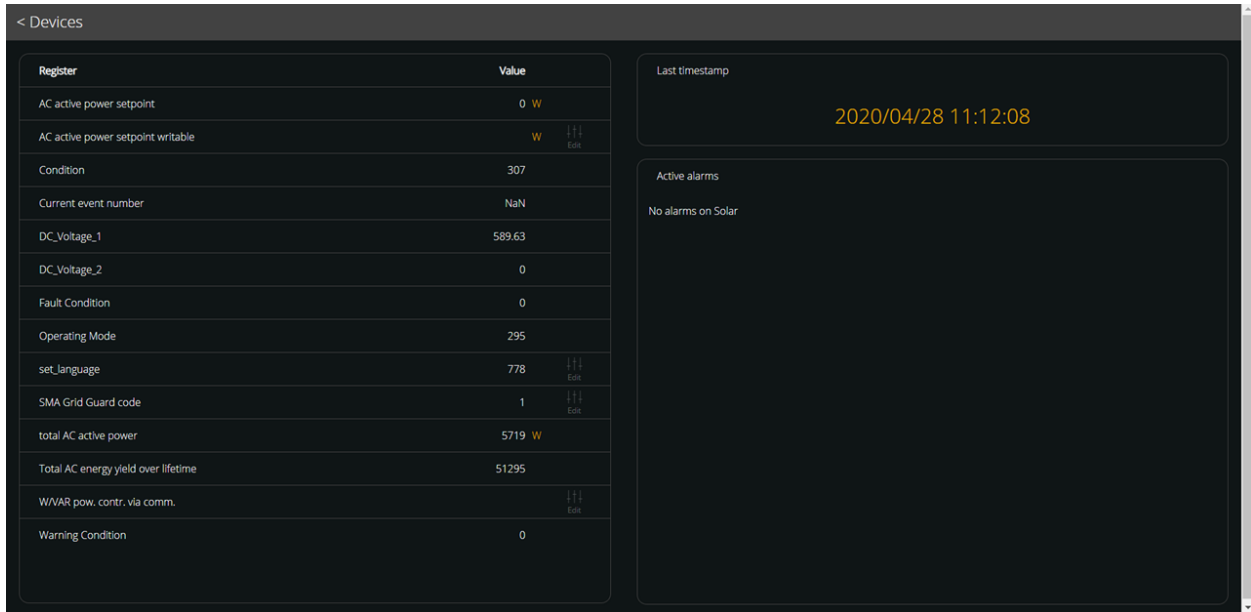 < Devices
Register Value
AC active power setpoint 0 W
AC active power setpoint writable W Edit
Condition 307
Current event number NaN
DC_Voltage_1 589.63
DC_Voltage_2 0
Fault Condition 0
Operating Mode 295
set_language 778 Edit
SMA Grid Guard code 1 Edit
total AC active power 5719 W
Total AC energy yield over lifetime 51295
W/VAR pow. contr. via comm. Edit
Warning Condition 0
Last timestamp
2020/04/28 11:12:08
Active alarms
No alarms on Solar